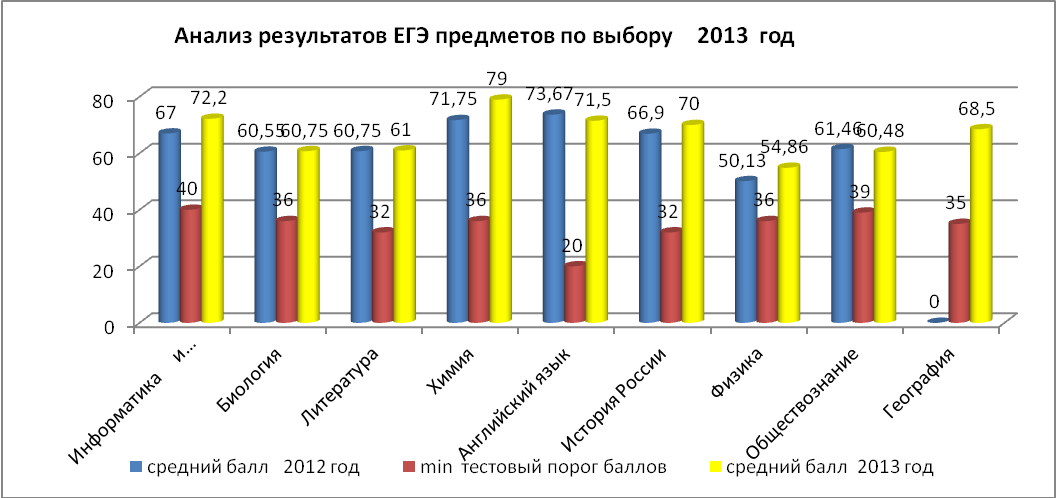 Анализ результатов ЕГЭ предметов по выбору 2013 год
80
60
40
20
0
67
40
72,2
60,55
36
60,75
60,75
32
61
71,75
36
79
73,67
20
71,5
66,9
32
70
50,13
36
54,86
61,46
39
60,48
0
35
68,5
Информатика и...
Биология
Литература
Химия
Английский язык
История России
Физика
Обществознание
География
средний балл 2012 год
min тестовый порог баллов
средний балл 2013 год